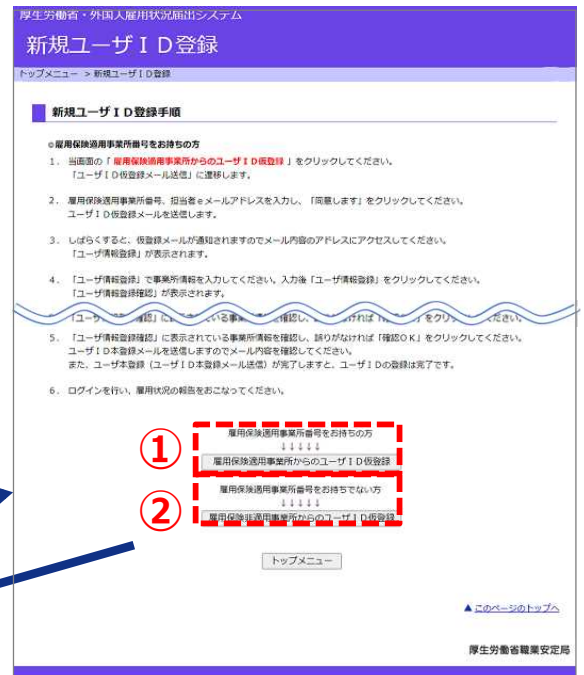 厚生労働省・外国人雇用状況届出システム
新規ユーザＩＤ登録
トップメニュー ＞新規ユーザＩＤ登録
新規ユーザＩＤ登録手順
○雇用保険適用事業所番号をお持ちの方
１． 当画面の「 雇用保険適用事業所からのユーザＩＤ仮登録 」をクリックしてください。
「ユーザＩＤ仮登録メール送信」に遷移します。
２． 雇用保険適用事業所番号、担当者ｅメールアドレスを入力し、「同意します」をクリックしてください。
ユーザＩＤ仮登録メールを送信します。
３． しばらくすると、仮登録メールが通知されますのでメール内容のアドレスにアクセスしてください。
「ユーザ情報登録」が表示されます。
４． 「ユーザ情報登録」で事業所情報を入力してください。入力後「ユーザ情報登録」をクリックしてください。
「ユーザ情報登録確認」が表示されます。
５． 「ユーザ情報登録確認」に表示されている事業所情報を確認し、誤りがなければ「確認ＯＫ」をクリックしてください。
ユーザＩＤ本登録メールを送信しますのでメール内容を確認してください。
また、ユーザ本登録（ユーザＩＤ本登録メール送信）が完了しますと、ユーザＩＤの登録は完了です。
６． ログインを行い、雇用状況の報告をおこなってください。
①
雇用保険適用事業所番号をお持ちの方
↓↓↓↓↓
雇用保険適用事業所からのユーザＩＤ仮登録
②
雇用保険適用事業所番号をお持ちでない方
↓↓↓↓↓
雇用保険非適用事業所からのユーザＩＤ仮登録
トップメニュー
▲このページのトップへ
厚生労働省職業安定局